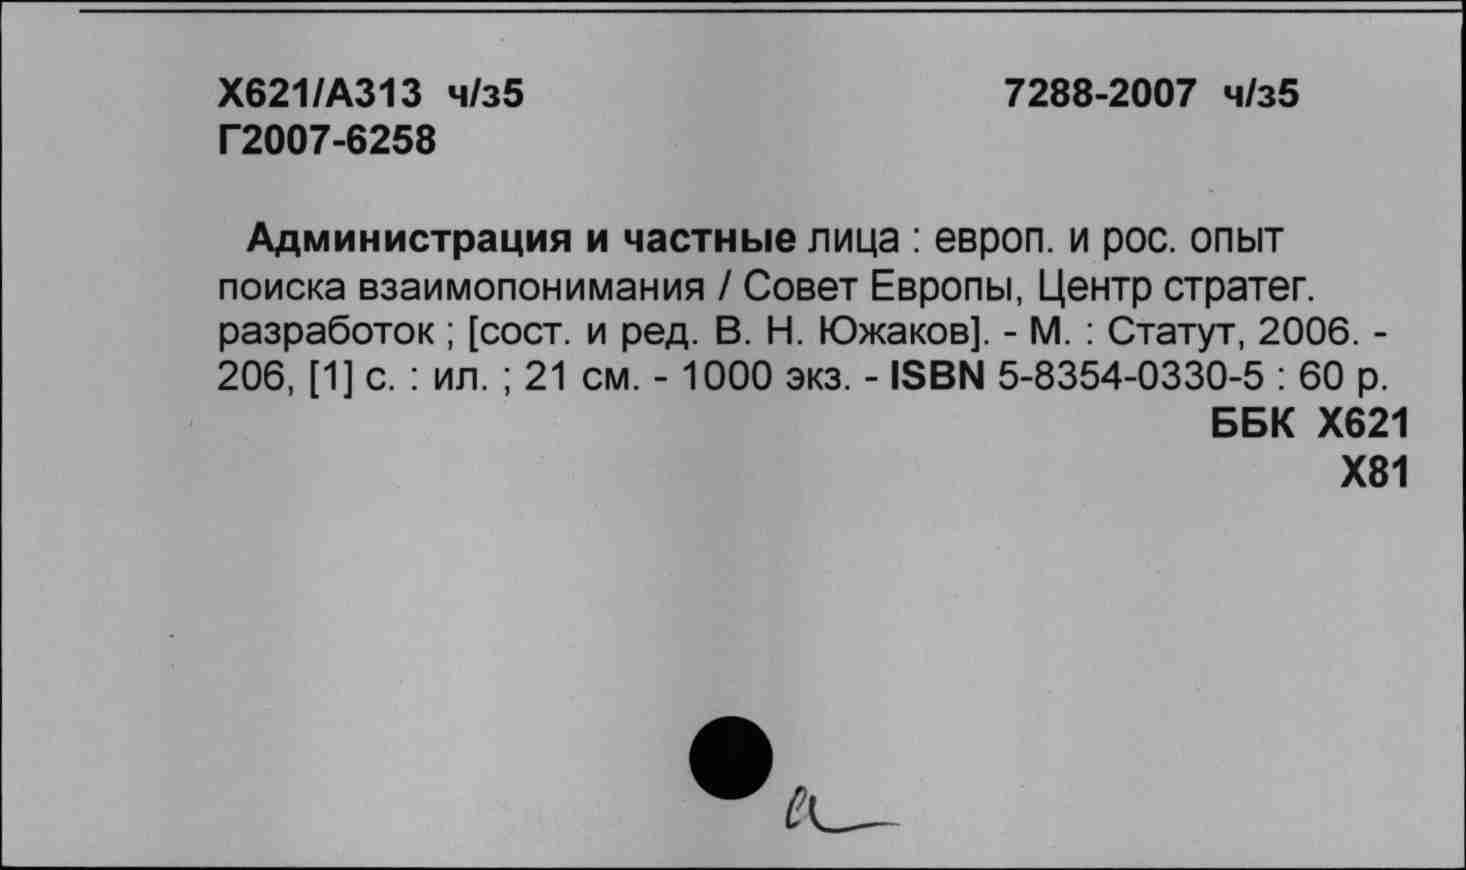 Х621/А313 ч/з5 7288-2007 ч/з5
Г2007-6258
Администрация и частные лица : европ. и рос. опыт
поиска взаимопонимания / Совет Европы, Центр стратег.
разработок ; [сост. и ред. В. Н. Южаков]. - М. : Статут, 2006. -
206, [1] с. : ил. ; 21 см. - 1000 экз. - ISBN 5-8354-0330-5 : 60 р.
ББК Х621
Х81